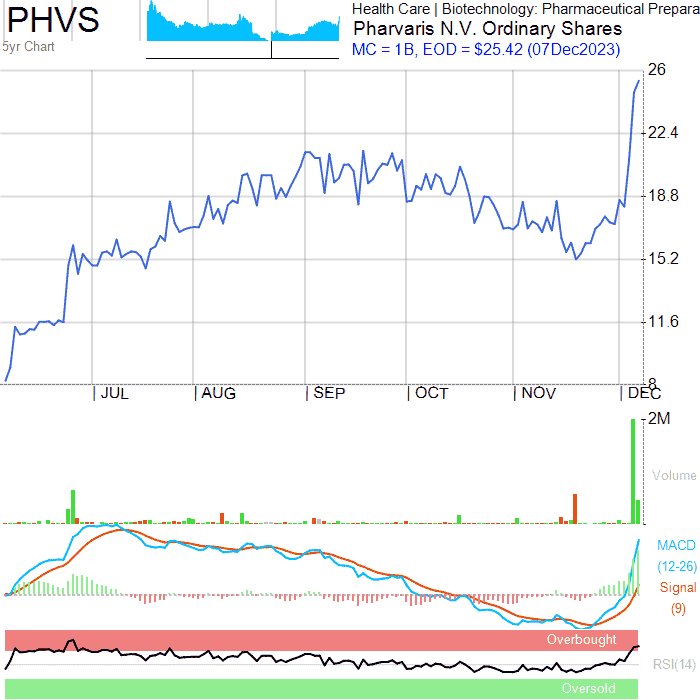 PHVS
5yr Chart
Health Care | Biotechnology: Pharmaceutical Prepara
Pharvaris N.V. Ordinary Shares
MC = 1B, EOD = $25.42 (07Dec2023)
26
22.4
18.8
15.2
11.6
8
JUL AUG SEP OCT NOV DEC
2M
Volume
MACD
(12-26)
Signal
(9)
Overbought
RSI(14)
Oversold